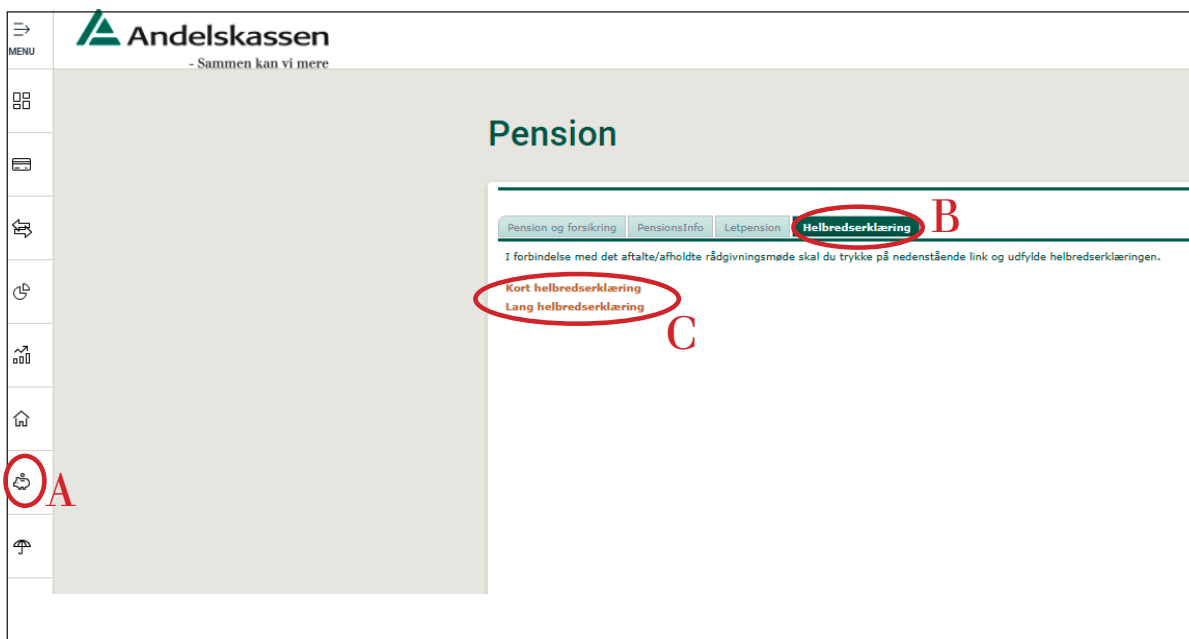 MENU
Andelskassen
- Sammen kan vi mere
Pension
B
Pension og forsikring PensionsInfo Letpension Helbredserklæring
I forbindelse med det aftalte/afholdte rådgivningsmøde skal du trykke på nedenstående link og udfylde helbredserklæringen.
Kort helbredserklæring
Lang helbredserklæring
C
A